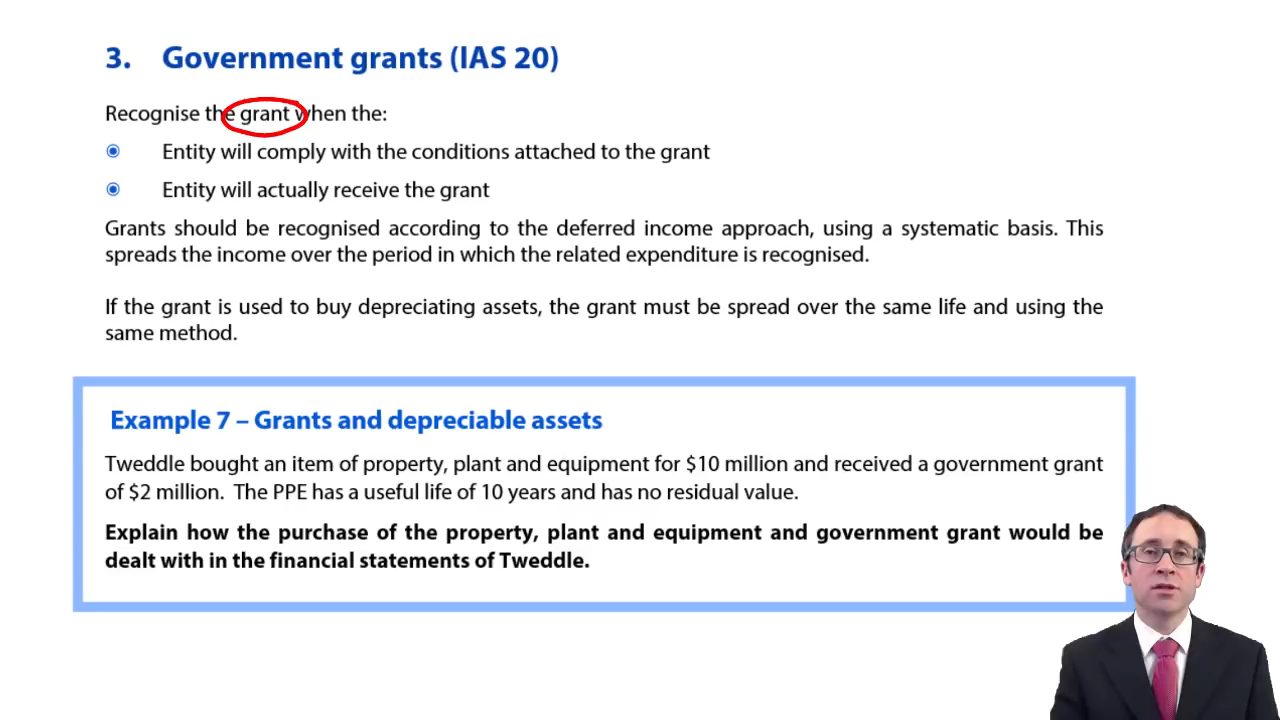 3. Government grants (IAS 20)
Recognise the grant when the:
Entity will comply with the conditions attached to the grant
Entity will actually receive the grant
Grants should be recognised according to the deferred income approach, using a systematic basis. This
spreads the income over the period in which the related expenditure is recognised.
If the grant is used to buy depreciating assets, the grant must be spread over the same life and using the
same method.
Example 7 – Grants and depreciable assets
Tweddle bought an item of property, plant and equipment for $10 million and received a government grant
of $2 million. The PPE has a useful life of 10 years and has no residual value.
Explain how the purchase of the property, plant and equipment and government grant would be
dealt with in the financial statements of Tweddle.